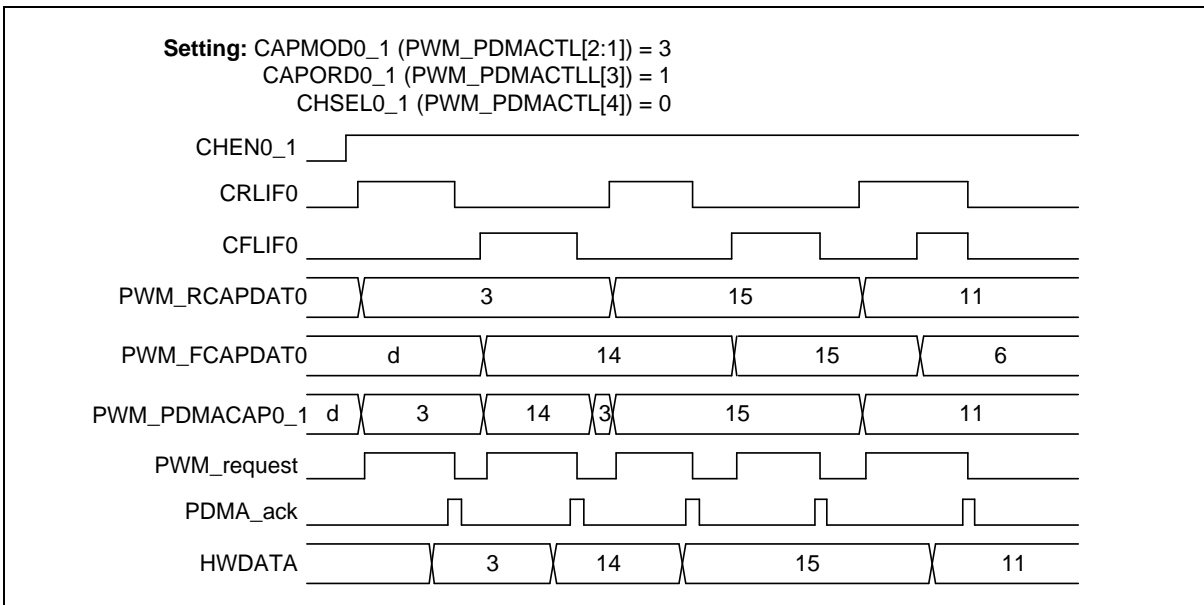 Setting: CAPMOD0_1 (PWM_PDMACTL[2:1]) = 3
CAPORD0_1 (PWM_PDMACTLL[3]) = 1
CHSEL0_1 (PWM_PDMACTL[4]) = 0
CHEN0_1
CRLIF0
CFLIF0
PWM_RCAPDAT0 3 15 11
PWM_FCAPDAT0 d 14 15 6
PWM_PDMACAP0_1 d 3 14 3 15 11
PWM_request
PDMA_ack
HWDATA 3 14 15 11